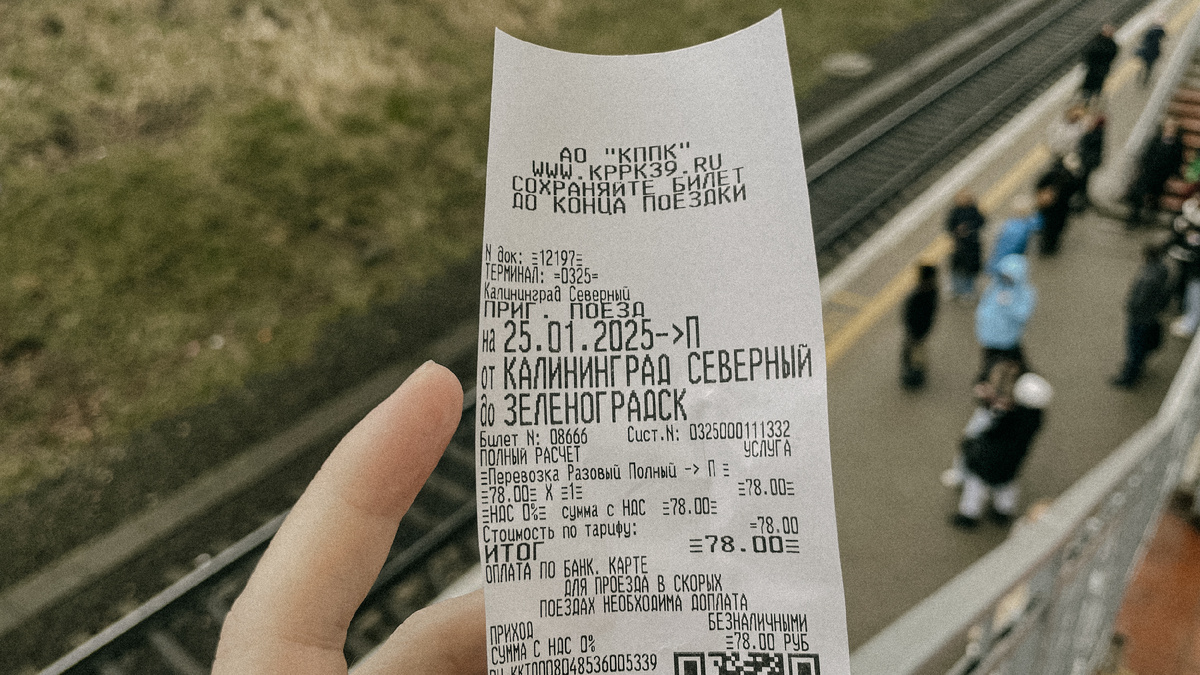 АО "КППК"
WWW.KPPK39.RU
СОХРАНЯЙТЕ БИЛЕТ
ДО КОНЦА ПОЕЗДКИ
N док: ≡12197≡
ТЕРМИНАЛ: =0325=
Калининград Северный
ПРИГ. ПОЕЗД
на 25.01.2025->П
от КАЛИНИНГРАД СЕВЕРНЫЙ
до ЗЕЛЕНОГРАДСК
Билет N: 08666 Сист.N: 0325000111332
ПОЛНЫЙ РАСЧЕТ УСЛУГА
≡Перевозка Разовый Полный -> П ≡
≡78.00≡ X ≡1≡ ≡78.00≡
≡НДС 0%≡ сумма с НДС ≡78.00≡
Стоимость по тарифу: =78.00
ИТОГ ≡78.00≡
ОПЛАТА ПО БАНК. КАРТЕ
ДЛЯ ПРОЕЗДА В СКОРЫХ
ПОЕЗДАХ НЕОБХОДИМА ДОПЛАТА
ПРИХОД БЕЗНАЛИЧНЫМИ
СУММА С НДС 0% ≡78.00 РУБ